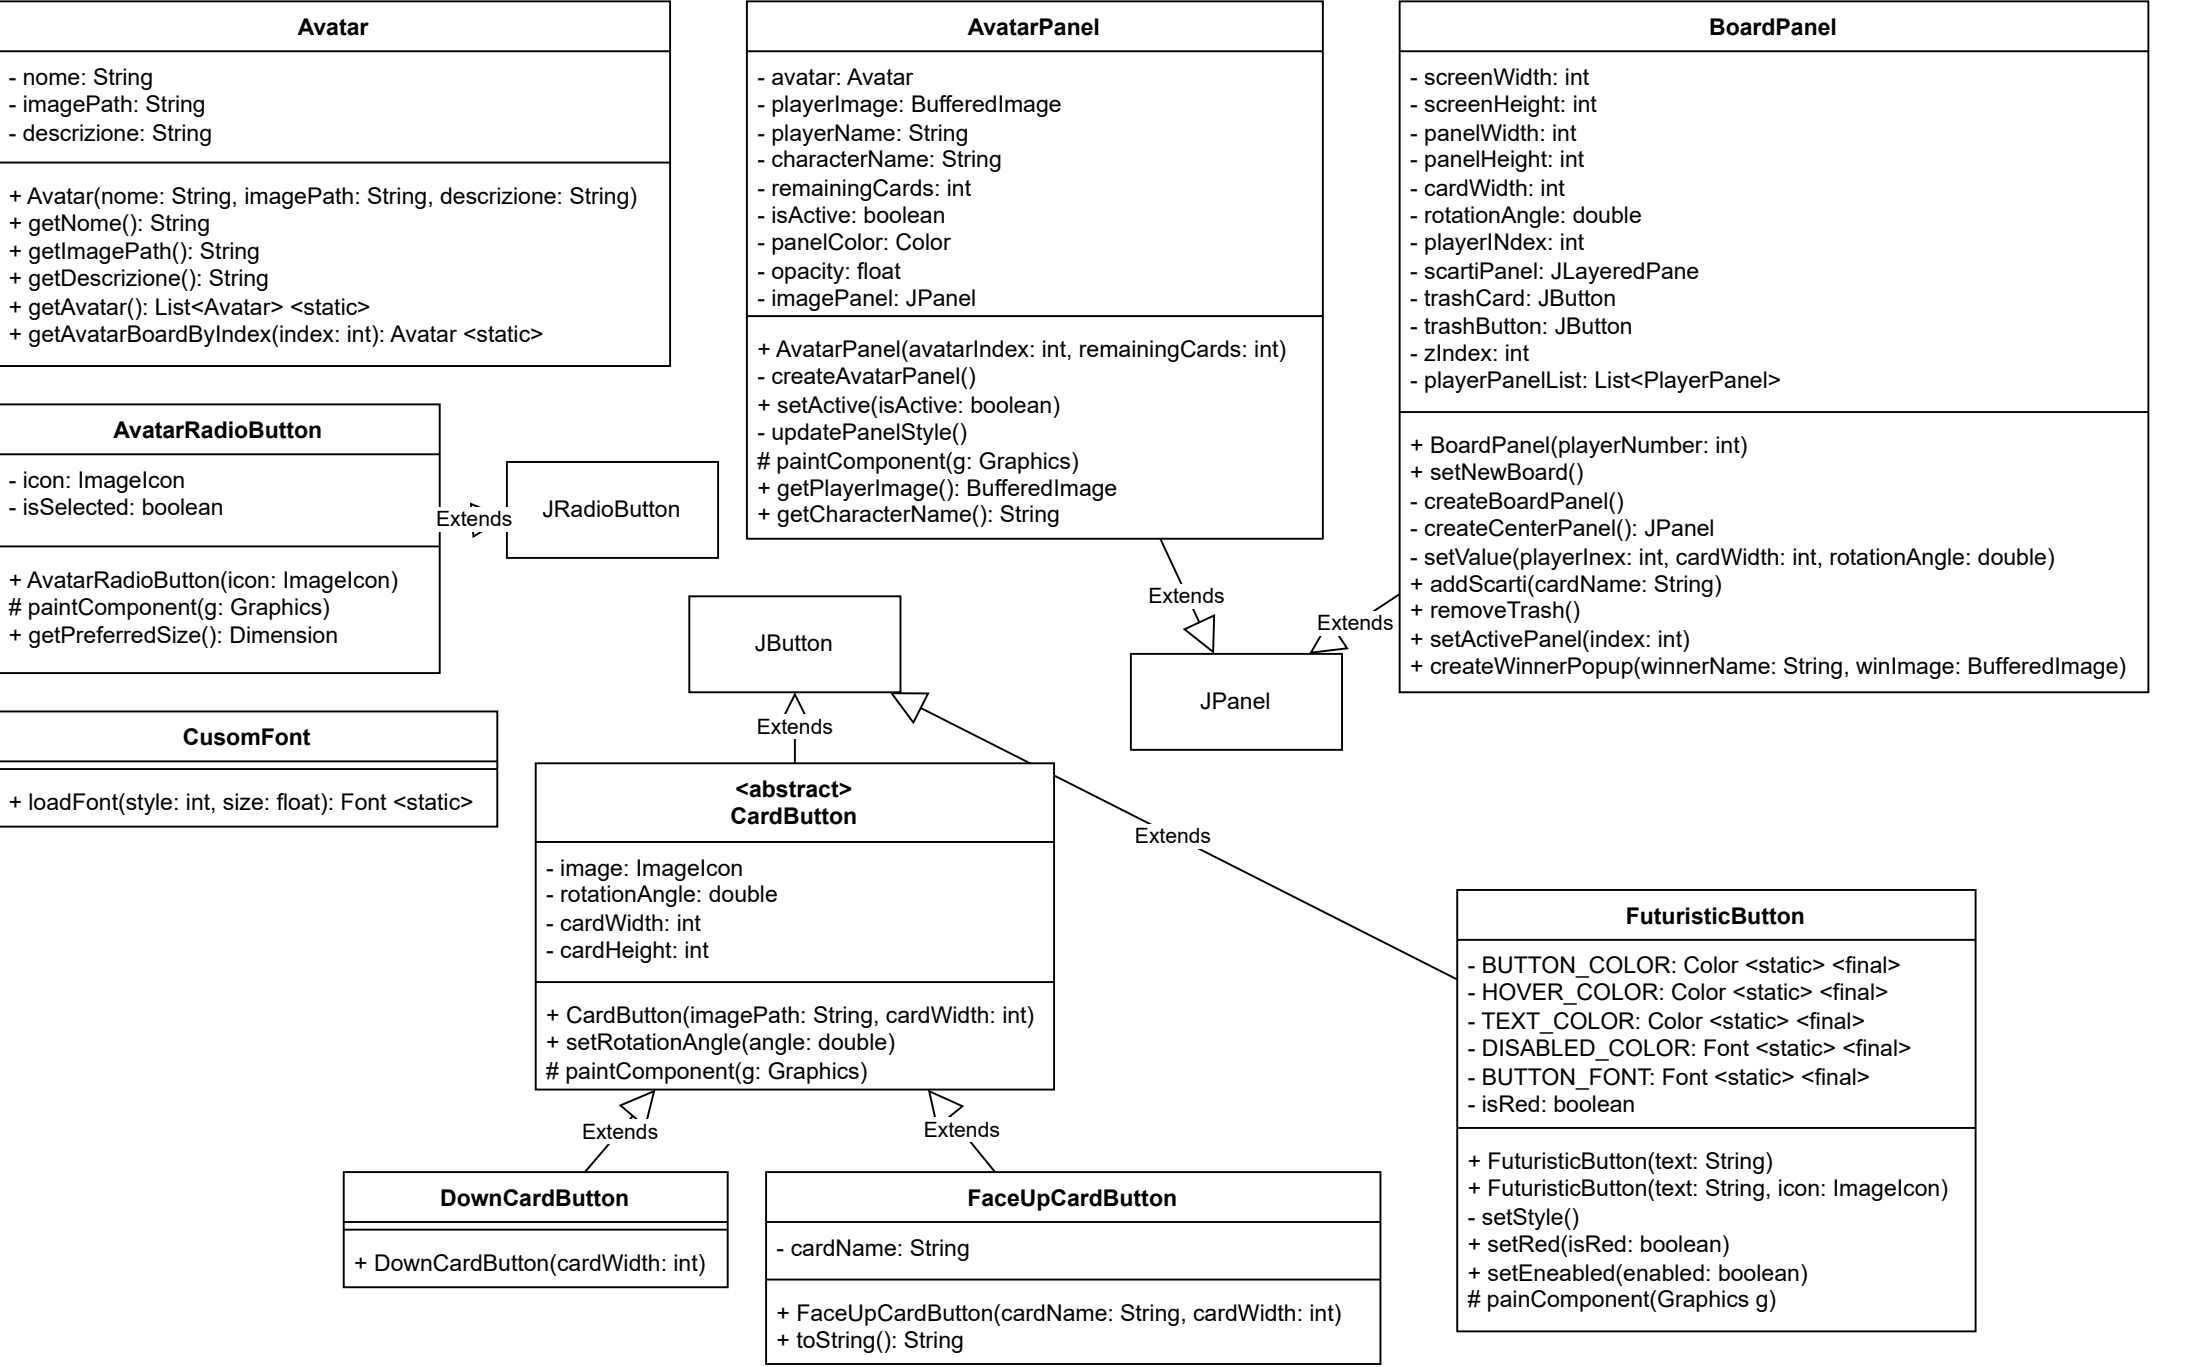 Avatar
- nome: String
- imagePath: String
- descrizione: String
+ Avatar(nome: String, imagePath: String, descrizione: String)
+ getNome(): String
+ getImagePath(): String
+ getDescrizione(): String
+ getAvatar(): List<Avatar> <static>
+ getAvatarBoardByIndex(index: int): Avatar <static>
AvatarPanel
- avatar: Avatar
- playerImage: BufferedImage
- playerName: String
- characterName: String
- remainingCards: int
- isActive: boolean
- panelColor: Color
- opacity: float
- imagePanel: JPanel
+ AvatarPanel(avatarIndex: int, remainingCards: int)
- createAvatarPanel()
+ setActive(isActive: boolean)
- updatePanelStyle()
# paintComponent(g: Graphics)
+ getPlayerImage(): BufferedImage
+ getCharacterName(): String
BoardPanel
- screenWidth: int
- screenHeight: int
- panelWidth: int
- panelHeight: int
- cardWidth: int
- rotationAngle: double
- playerINdex: int
- scartiPanel: JLayeredPane
- trashCard: JButton
- trashButton: JButton
- zIndex: int
- playerPanelList: List<PlayerPanel>
+ BoardPanel(playerNumber: int)
+ setNewBoard()
- createBoardPanel()
- createCenterPanel(): JPanel
- setValue(playerInex: int, cardWidth: int, rotationAngle: double)
+ addScarti(cardName: String)
+ removeTrash()
+ setActivePanel(index: int)
+ createWinnerPopup(winnerName: String, winImage: BufferedImage)
AvatarRadioButton
- icon: ImageIcon
- isSelected: boolean
+ AvatarRadioButton(icon: ImageIcon)
# paintComponent(g: Graphics)
+ getPreferredSize(): Dimension
Extends
JRadioButton
Extends
Extends
JButton
JPanel
CusomFont
+ loadFont(style: int, size: float): Font <static>
Extends
<abstract>
CardButton
- image: ImageIcon
- rotationAngle: double
- cardWidth: int
- cardHeight: int
+ CardButton(imagePath: String, cardWidth: int)
+ setRotationAngle(angle: double)
# paintComponent(g: Graphics)
Extends
FuturisticButton
- BUTTON_COLOR: Color <static> <final>
- HOVER_COLOR: Color <static> <final>
- TEXT_COLOR: Color <static> <final>
- DISABLED_COLOR: Font <static> <final>
- BUTTON_FONT: Font <static> <final>
- isRed: boolean
+ FuturisticButton(text: String)
+ FuturisticButton(text: String, icon: ImageIcon)
- setStyle()
+ setRed(isRed: boolean)
+ setEneabled(enabled: boolean)
# painComponent(Graphics g)
Extends
Extends
DownCardButton
+ DownCardButton(cardWidth: int)
FaceUpCardButton
- cardName: String
+ FaceUpCardButton(cardName: String, cardWidth: int)
+ toString(): String